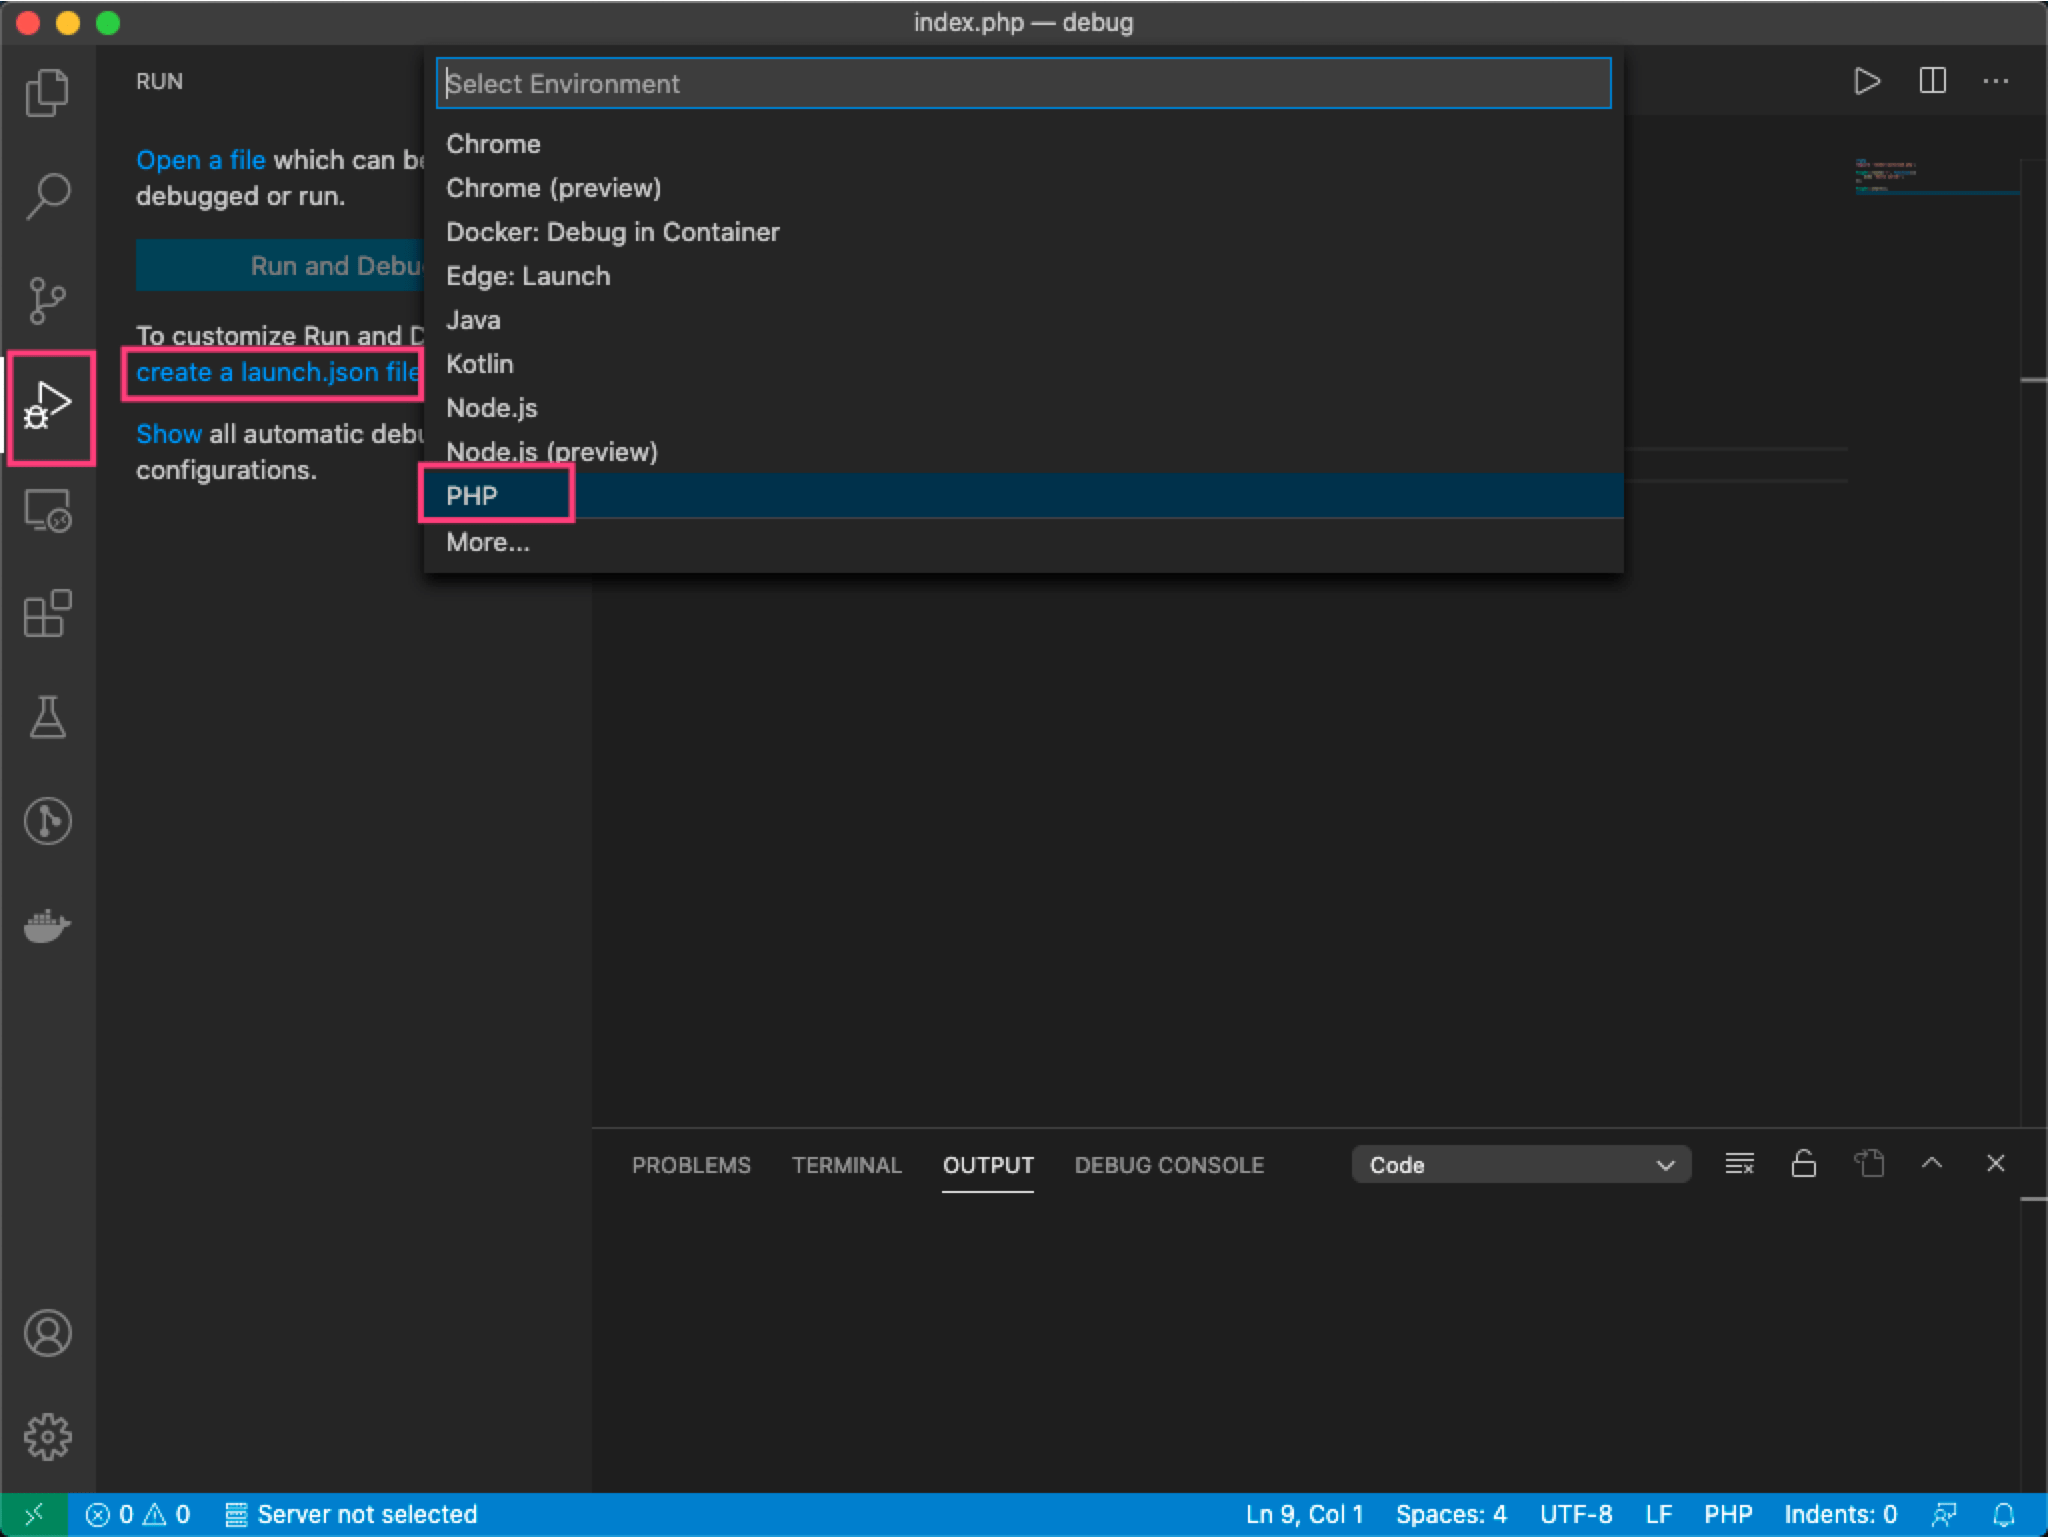 index.php — debug
RUN
Open a file which can be
debugged or run.
Run and Debu
To customize Run and D
create a launch.json file
Show all automatic debu
configurations.
Select Environment
Chrome
Chrome (preview)
Docker: Debug in Container
Edge: Launch
Java
Kotlin
Node.js
Node.js (preview)
PHP
More...
PROBLEMS TERMINAL OUTPUT DEBUG CONSOLE Code
0 0 Server not selected Ln 9, Col 1 Spaces: 4 UTF-8 LF PHP Indents: 0